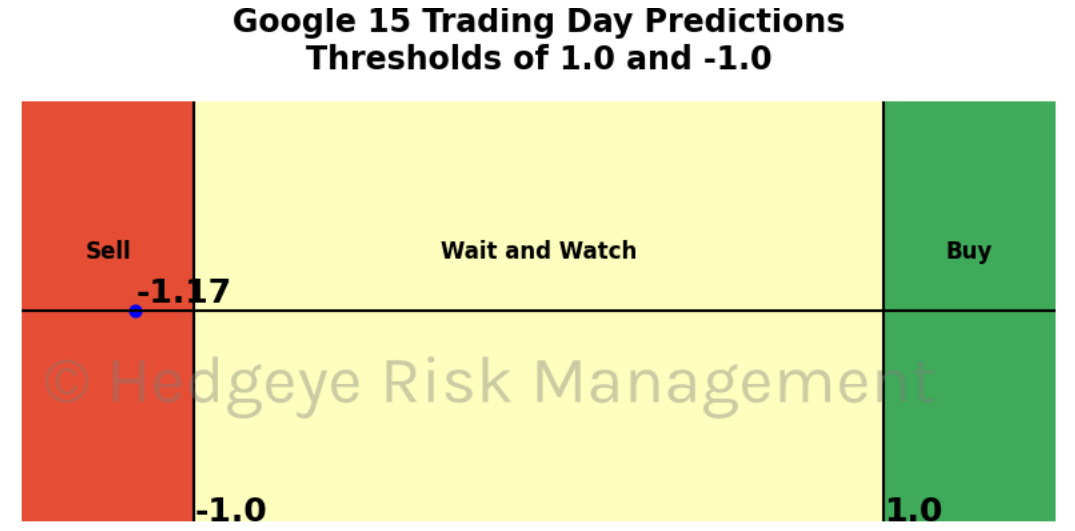 Google 15 Trading Day Predictions
Thresholds of 1.0 and -1.0
Sell
Wait and Watch
Buy
-1.17
© Hedgeye Risk Management
-1.0
1.0